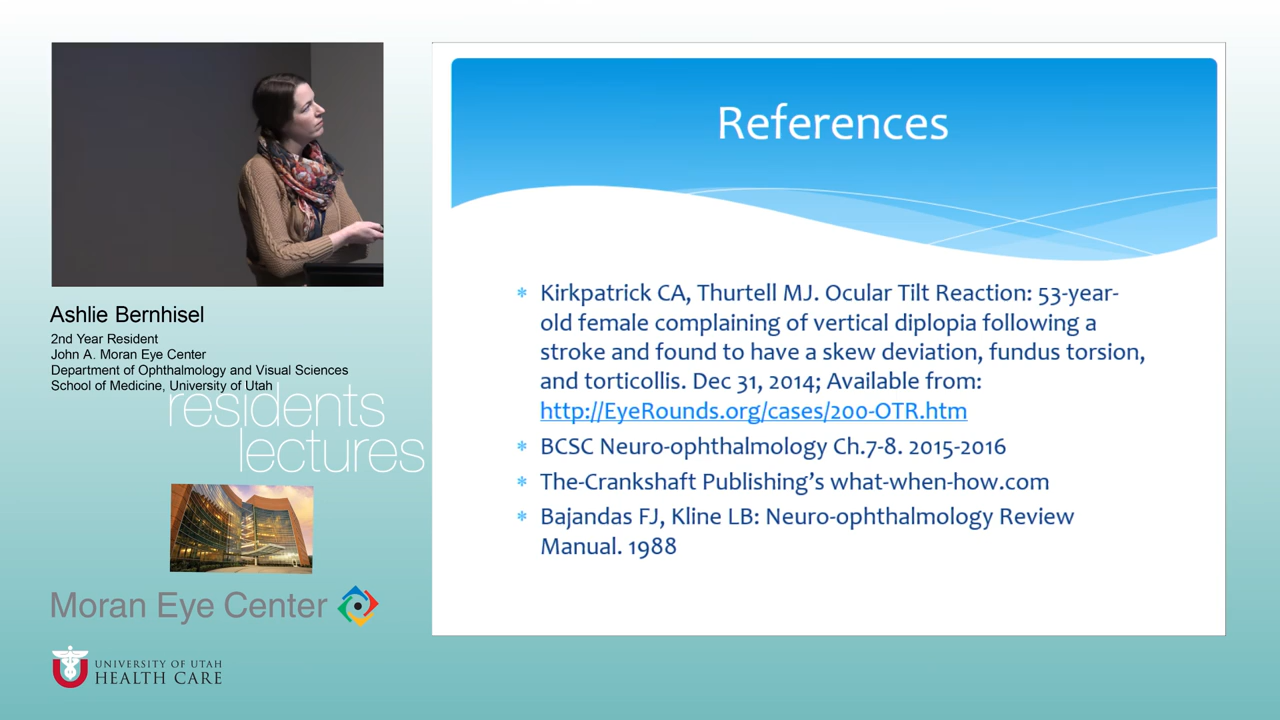 Ashlie Bernhisel
2nd Year Resident
John A. Moran Eye Center
Department of Ophthalmology and Visual Sciences
School of Medicine, University of Utah
residents
lectures
Moran Eye Center
UNIVERSITY OF UTAH
HEALTH CARE
References
* Kirkpatrick CA, Thurtell MJ. Ocular Tilt Reaction: 53-year-
old female complaining of vertical diplopia following a
stroke and found to have a skew deviation, fundus torsion,
and torticollis. Dec 31, 2014; Available from:
http://EyeRounds.org/cases/200-OTR.htm
* BCSC Neuro-ophthalmology Ch.7-8. 2015-2016
* The-Crankshaft Publishing’s what-when-how.com
* Bajandas FJ, Kline LB: Neuro-ophthalmology Review
Manual. 1988